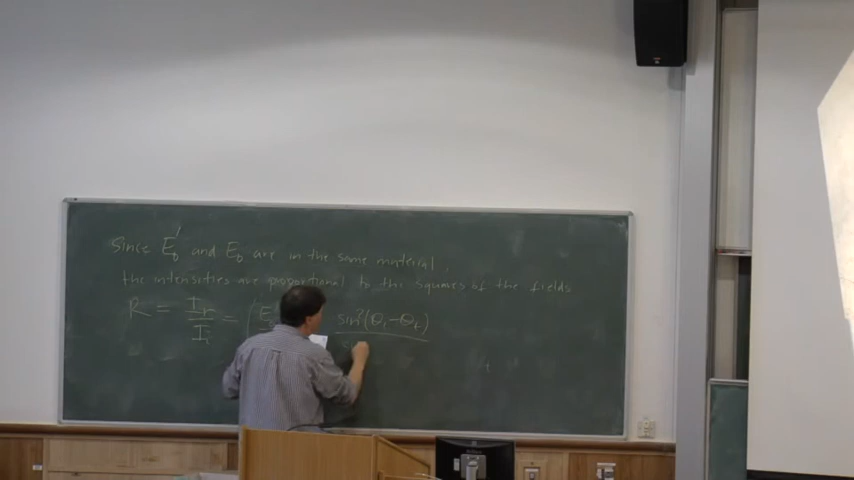 Since E₀' and E₀ are in the same material,
the intensities are proportional to the squares of the fields
R = Ir/Ii = (E sin²(θi-θt)